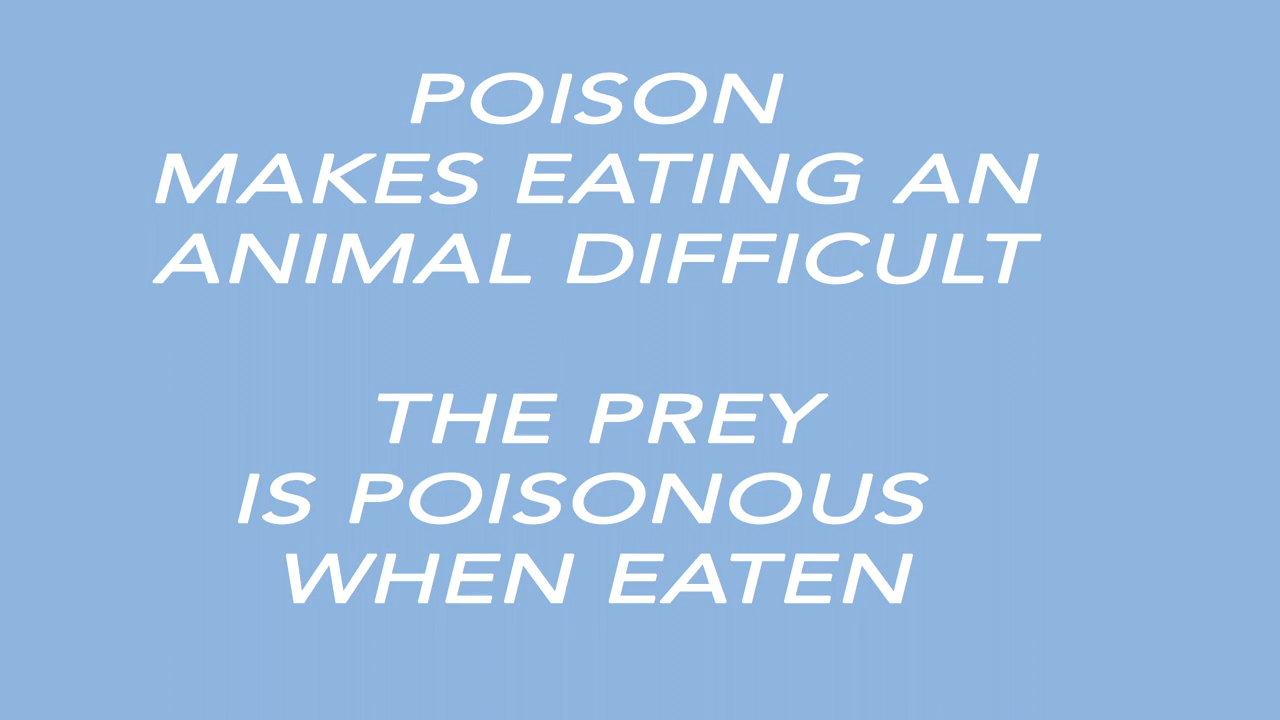 POISON
MAKES EATING AN
ANIMAL DIFFICULT
THE PREY
IS POISONOUS
WHEN EATEN